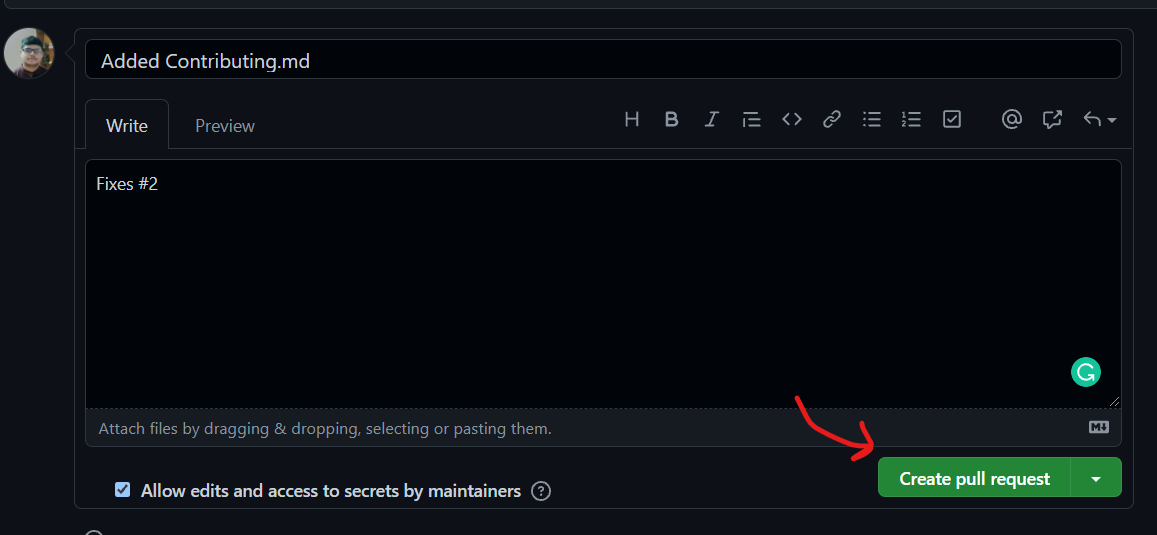 Added Contributing.md
Write Preview
Fixes #2
Attach files by dragging & dropping, selecting or pasting them.
Allow edits and access to secrets by maintainers
Create pull request